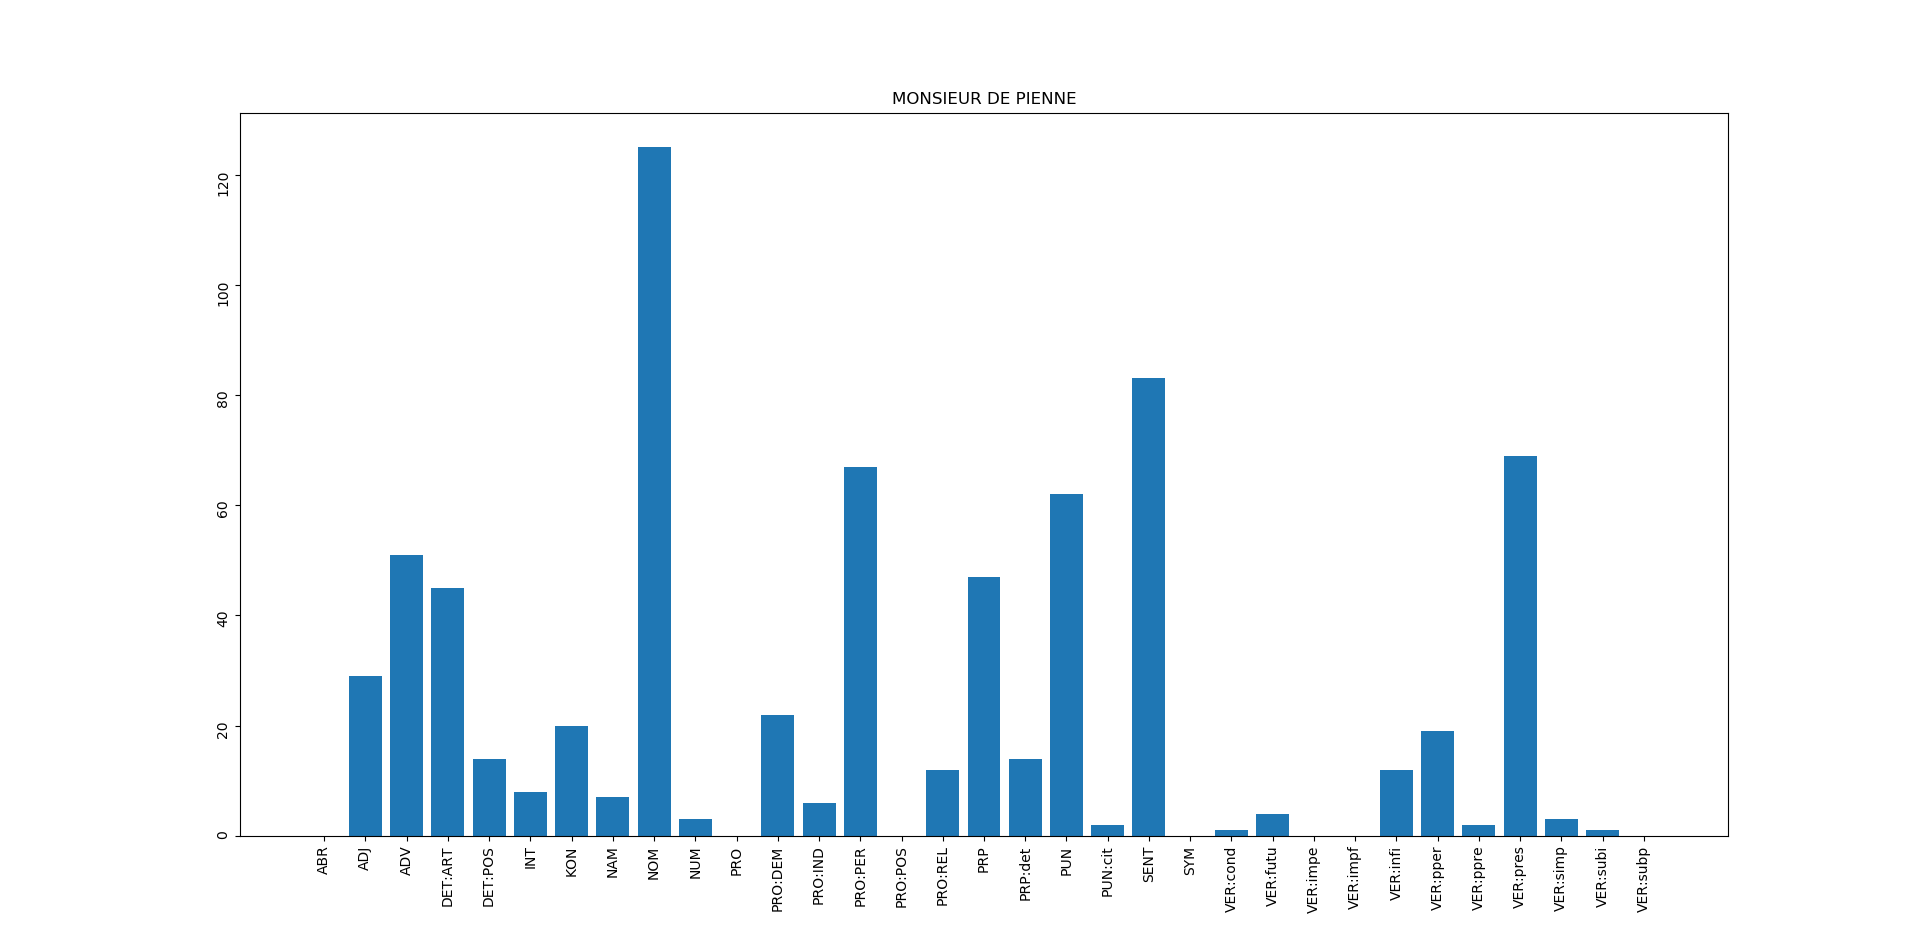 MONSIEUR DE PIENNE
120
100
80
60
40
20
0
ABR
ADJ
ADV
DET:ART
DET:POS
INT
KON
NAM
NOM
NUM
PRO
PRO:DEM
PRO:IND
PRO:PER
PRO:POS
PRO:REL
PRP
PRP:det
PUN
PUN:cit
SENT
SYM
VER:cond
VER:futu
VER:impe
VER:impf
VER:infi
VER:pper
VER:ppre
VER:pres
VER:simp
VER:subi
VER:subp